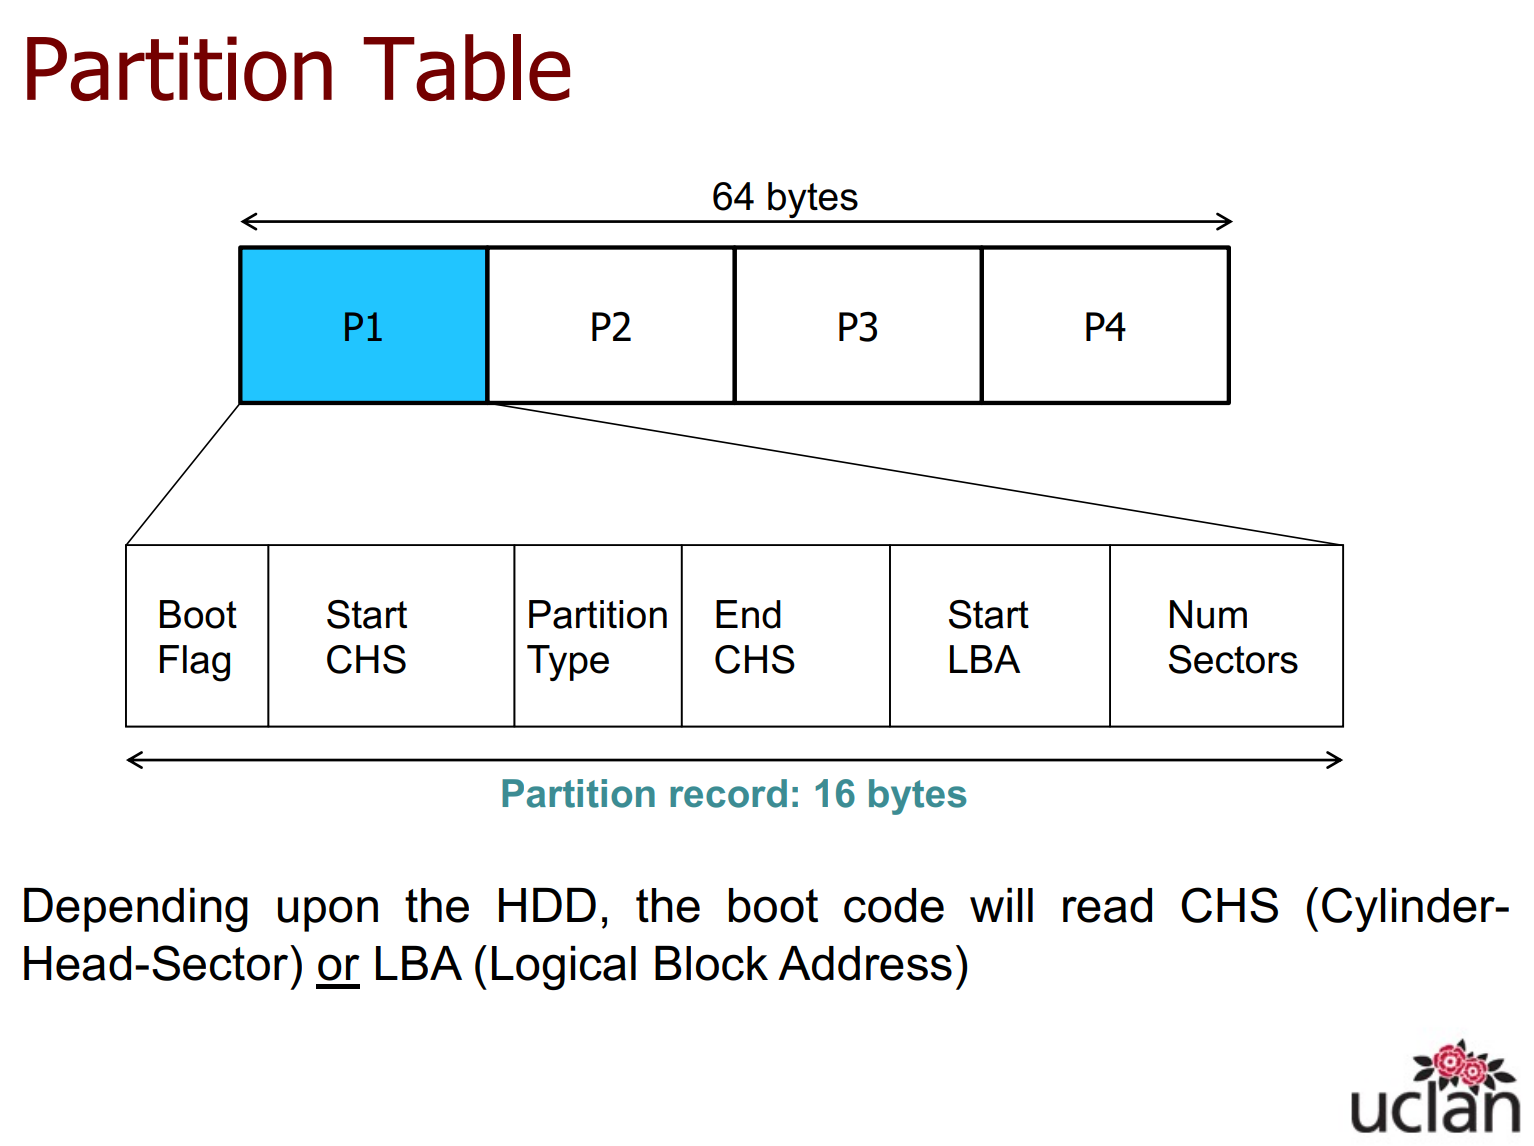 Partition Table
64 bytes
P1 P2 P3 P4
Boot Flag
Start CHS
Partition Type
End CHS
Start LBA
Num Sectors
Partition record: 16 bytes
Depending upon the HDD, the boot code will read CHS (Cylinder-
Head-Sector) or LBA (Logical Block Address)
uclan